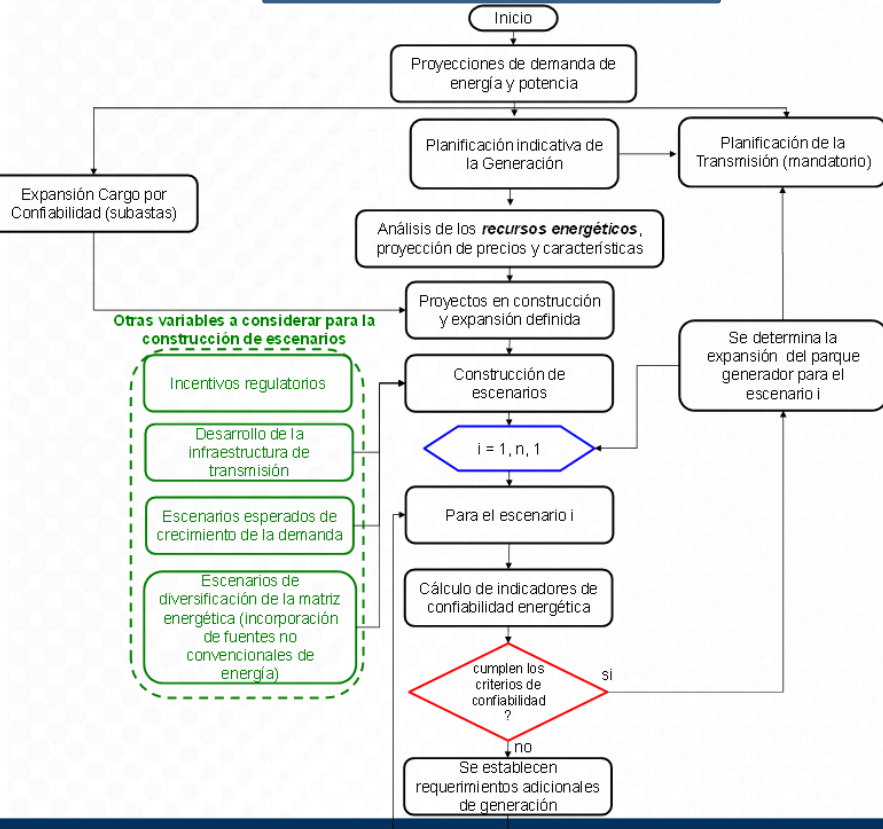 Inicio
Proyecciones de demanda de
energía y potencia
Planificación indicativa de
la Generación
Planificación de la
Transmisión (mandatorio)
Expansión Cargo por
Confiabilidad (subastas)
Análisis de los recursos energéticos,
proyección de precios y características
Proyectos en construcción
y expansión definida
Otras variables a considerar para la
construcción de escenarios
Incentivos regulatorios
Desarrollo de la
infraestructura de
transmisión
Escenarios esperados de
crecimiento de la demanda
Escenarios de
diversificación de la matriz
energética (incorporación
de fuentes no
convencionales de
energía)
Construcción de
escenarios
Se determina la
expansión del parque
generador para el
escenario i
i = 1, n, 1
Para el escenario i
Cálculo de indicadores de
confiabilidad energética
cumplen los
criterios de
confiabilidad
?
si
no
Se establecen
requerimientos adicionales
de generación